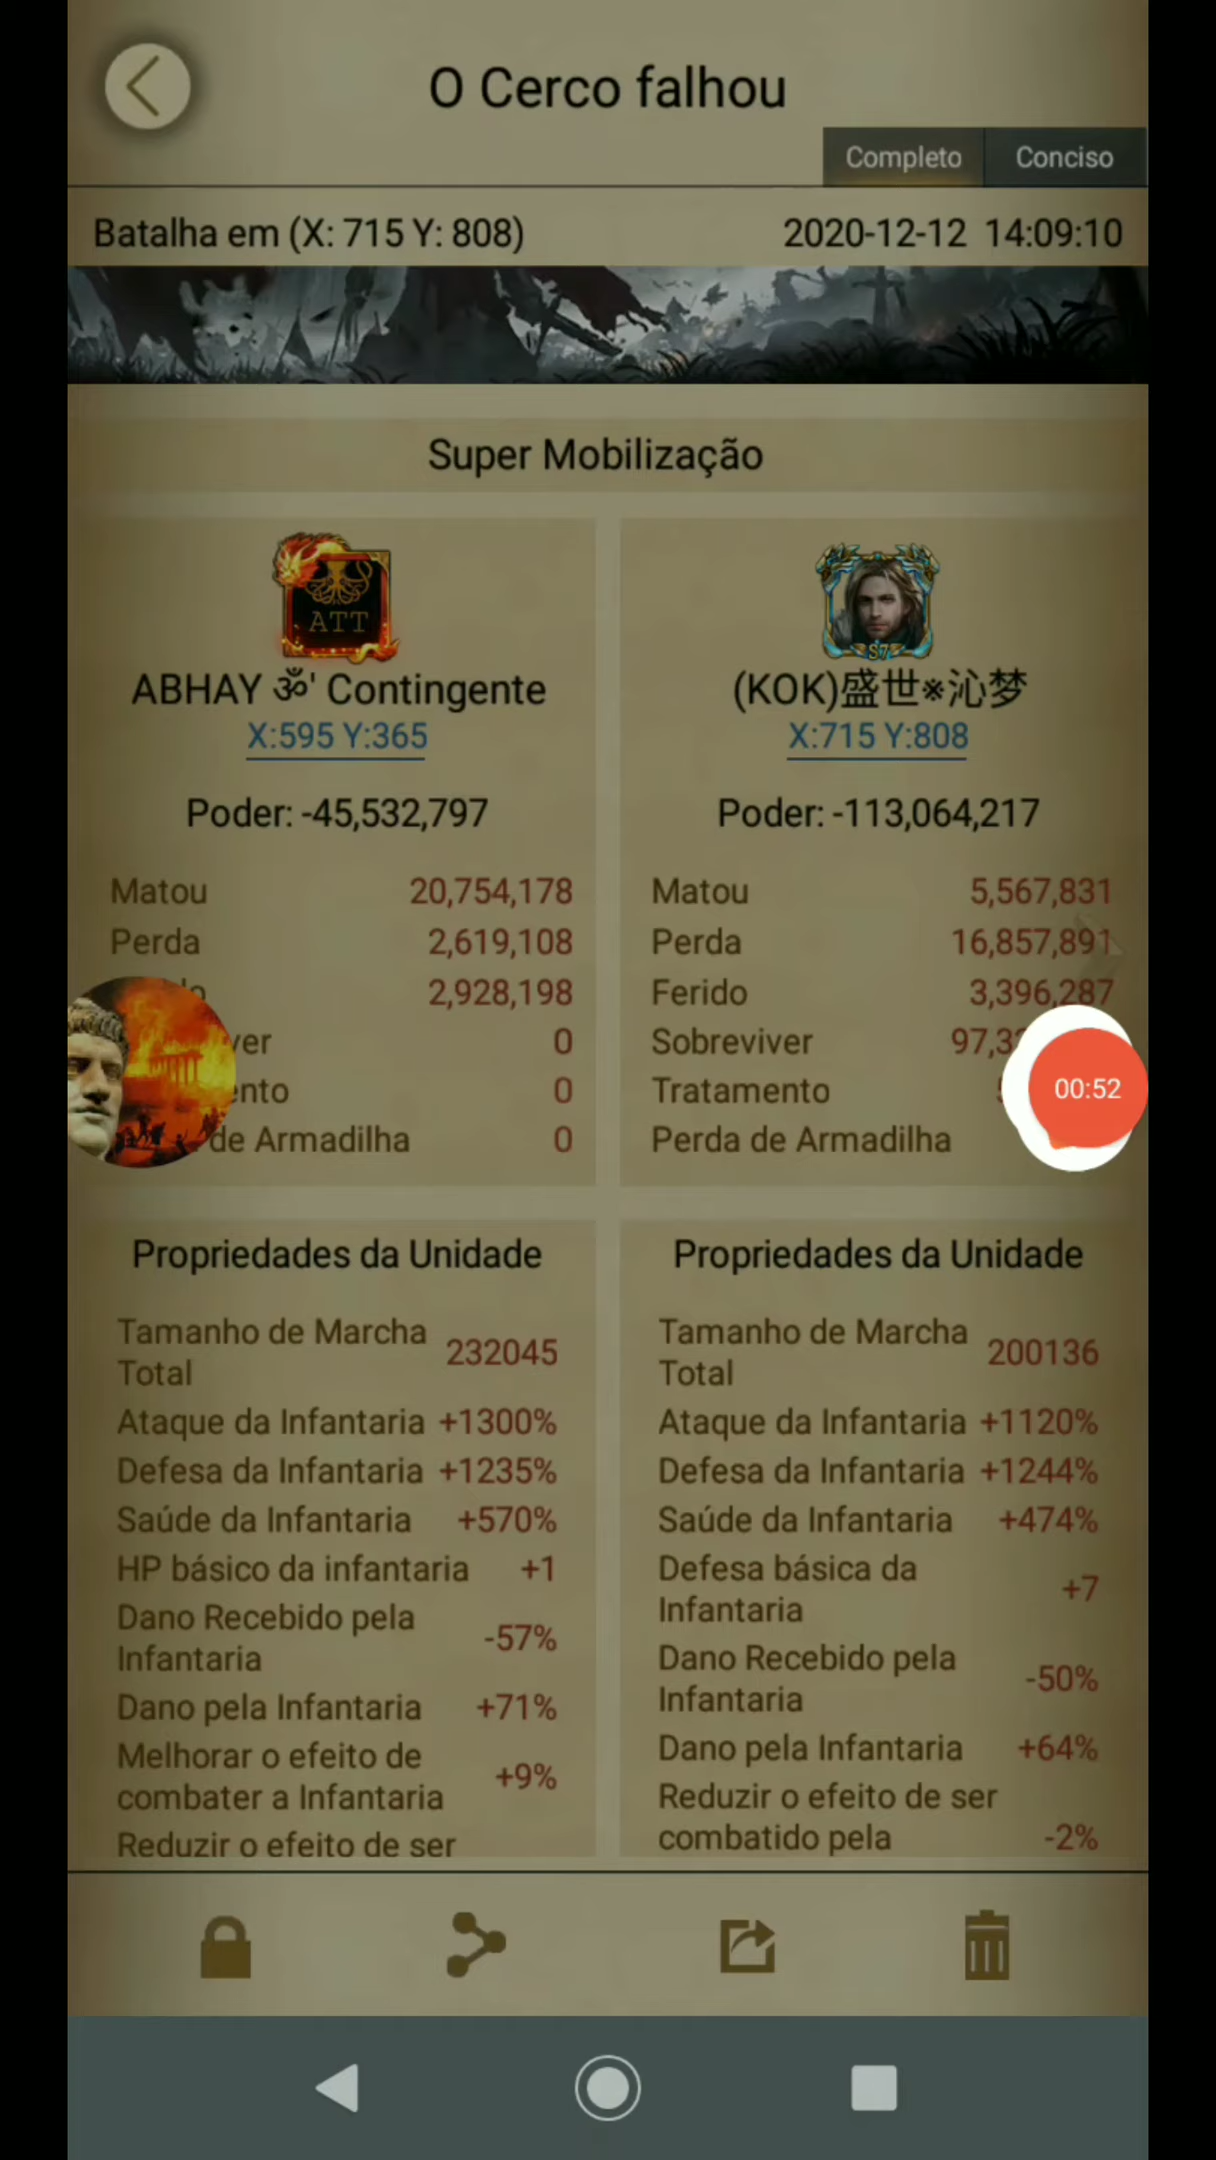 O Cerco falhou
Completo Conciso
Batalha em (X: 715 Y: 808) 2020-12-12 14:09:10
Super Mobilização
ATT
S7
ABHAY ॐ' Contingente
X:595 Y:365
(KOK)盛世※沁梦
X:715 Y:808
Poder: -45,532,797
Poder: -113,064,217
Matou 20,754,178
Perda 2,619,108
2,928,198
0
0
de Armadilha 0
Matou 5,567,831
Perda 16,857,891
Ferido 3,396,287
Sobreviver
Tratamento
Perda de Armadilha
00:52
Propriedades da Unidade
Tamanho de Marcha
Total 232045
Ataque da Infantaria +1300%
Defesa da Infantaria +1235%
Saúde da Infantaria +570%
HP básico da infantaria +1
Dano Recebido pela
Infantaria -57%
Dano pela Infantaria +71%
Melhorar o efeito de
combater a Infantaria +9%
Reduzir o efeito de ser
Propriedades da Unidade
Tamanho de Marcha
Total 200136
Ataque da Infantaria +1120%
Defesa da Infantaria +1244%
Saúde da Infantaria +474%
Defesa básica da
Infantaria +7
Dano Recebido pela
Infantaria -50%
Dano pela Infantaria +64%
Reduzir o efeito de ser
combatido pela -2%